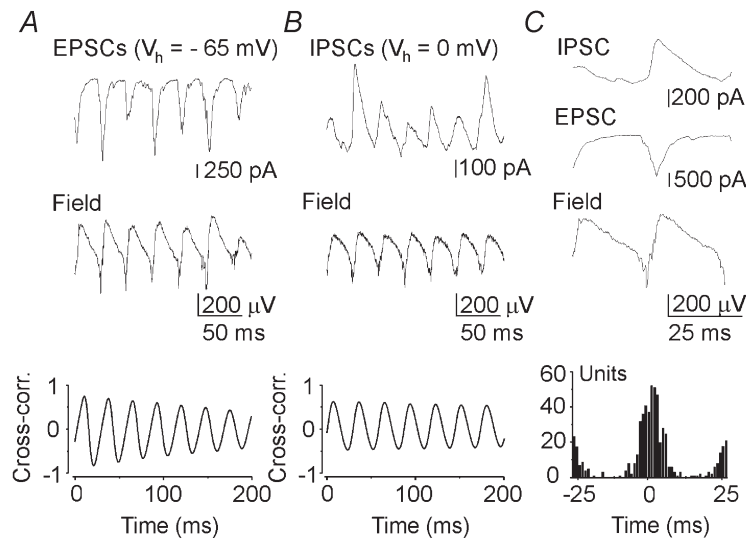 A
EPSCs (Vh = - 65 mV)
250 pA
Field
200 μV
50 ms
Cross-corr.
1
0
-1
0 100 200
Time (ms)
B
IPSCs (Vh = 0 mV)
100 pA
Field
200 μV
50 ms
Cross-corr.
1
0
-1
0 100 200
Time (ms)
C
IPSC
200 pA
EPSC
500 pA
Field
200 μV
25 ms
Units
60
40
20
0
-25 0 25
Time (ms)